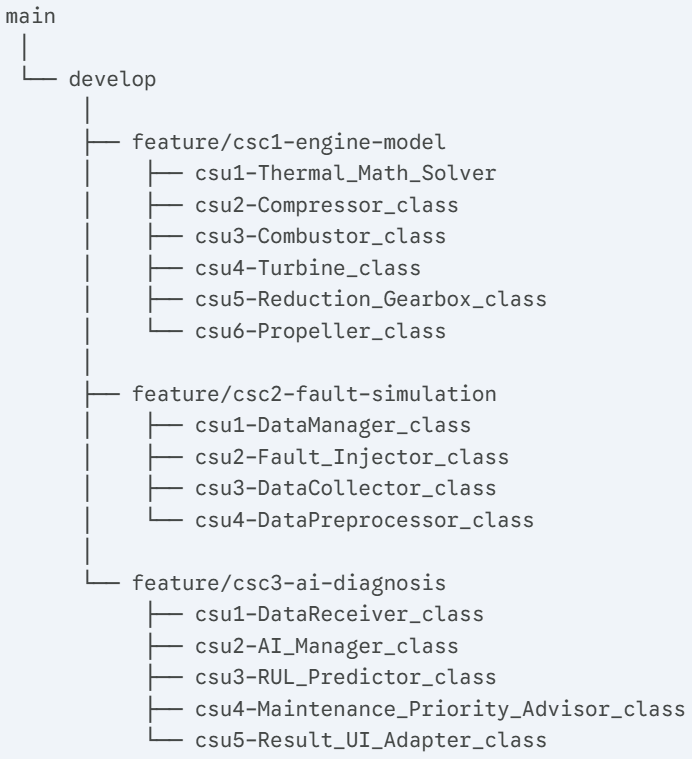 main
│
└── develop
│
├── feature/csc1-engine-model
│ ├── csu1-Thermal_Math_Solver
│ ├── csu2-Compressor_class
│ ├── csu3-Combustor_class
│ ├── csu4-Turbine_class
│ ├── csu5-Reduction_Gearbox_class
│ └── csu6-Propeller_class
│
├── feature/csc2-fault-simulation
│ ├── csu1-DataManager_class
│ ├── csu2-Fault_Injector_class
│ ├── csu3-DataCollector_class
│ └── csu4-DataPreprocessor_class
│
└── feature/csc3-ai-diagnosis
├── csu1-DataReceiver_class
├── csu2-AI_Manager_class
├── csu3-RUL_Predictor_class
├── csu4-Maintenance_Priority_Advisor_class
└── csu5-Result_UI_Adapter_class